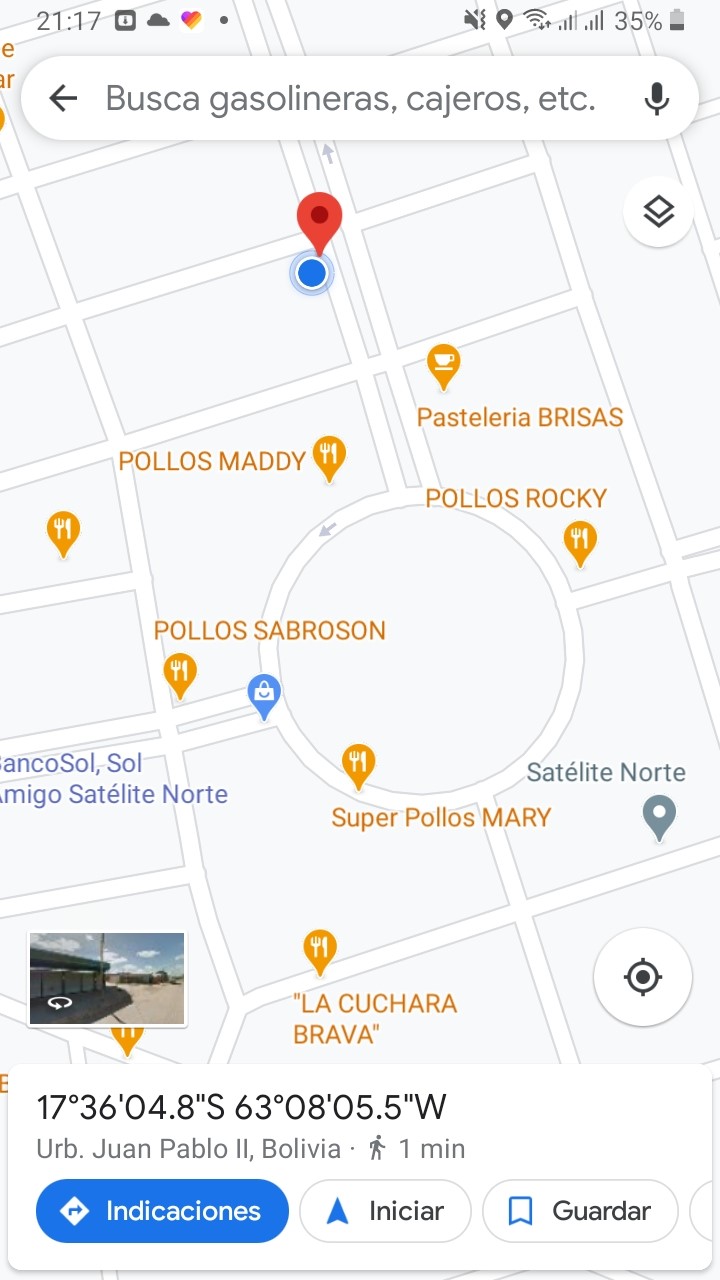 21:17 35%
e
ar
Busca gasolineras, cajeros, etc.
Pasteleria BRISAS
POLLOS MADDY
POLLOS ROCKY
POLLOS SABROSON
BancoSol, Sol
Amigo Satélite Norte
Satélite Norte
Super Pollos MARY
"LA CUCHARA
BRAVA"
B
17°36'04.8"S 63°08'05.5"W
Urb. Juan Pablo II, Bolivia · 1 min
Indicaciones Iniciar Guardar